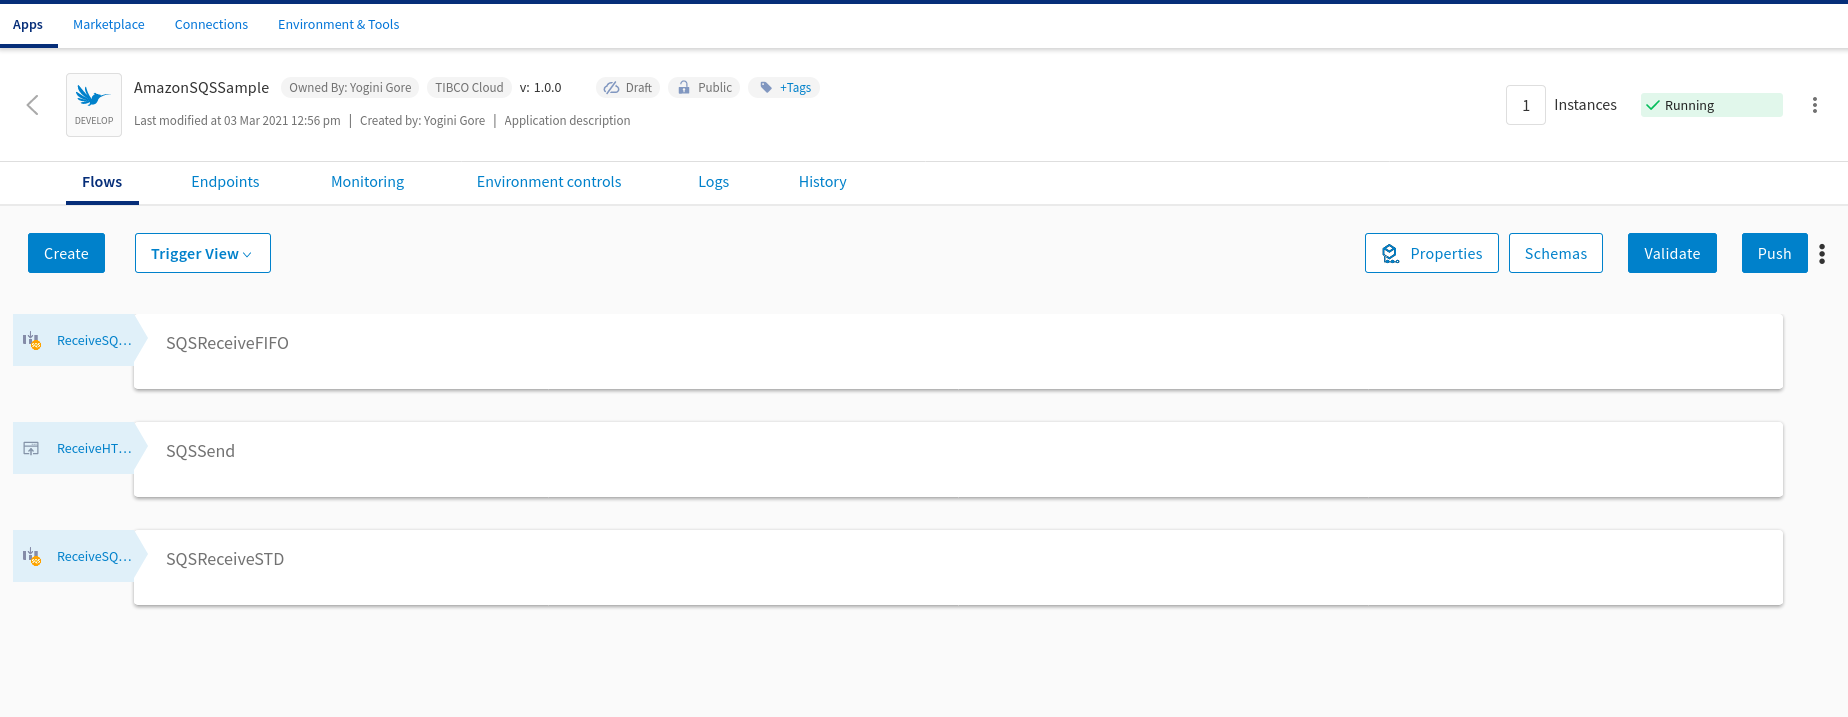 Apps Marketplace Connections Environment & Tools
AmazonSQSSample Owned By: Yogini Gore TIBCO Cloud v: 1.0.0 Draft Public +Tags
DEVELOP
Last modified at 03 Mar 2021 12:56 pm | Created by: Yogini Gore | Application description
1 Instances Running
Flows Endpoints Monitoring Environment controls Logs History
Create Trigger View Properties Schemas Validate Push
ReceiveSQ... SQSReceiveFIFO
ReceiveHT... SQSSend
ReceiveSQ... SQSReceiveSTD